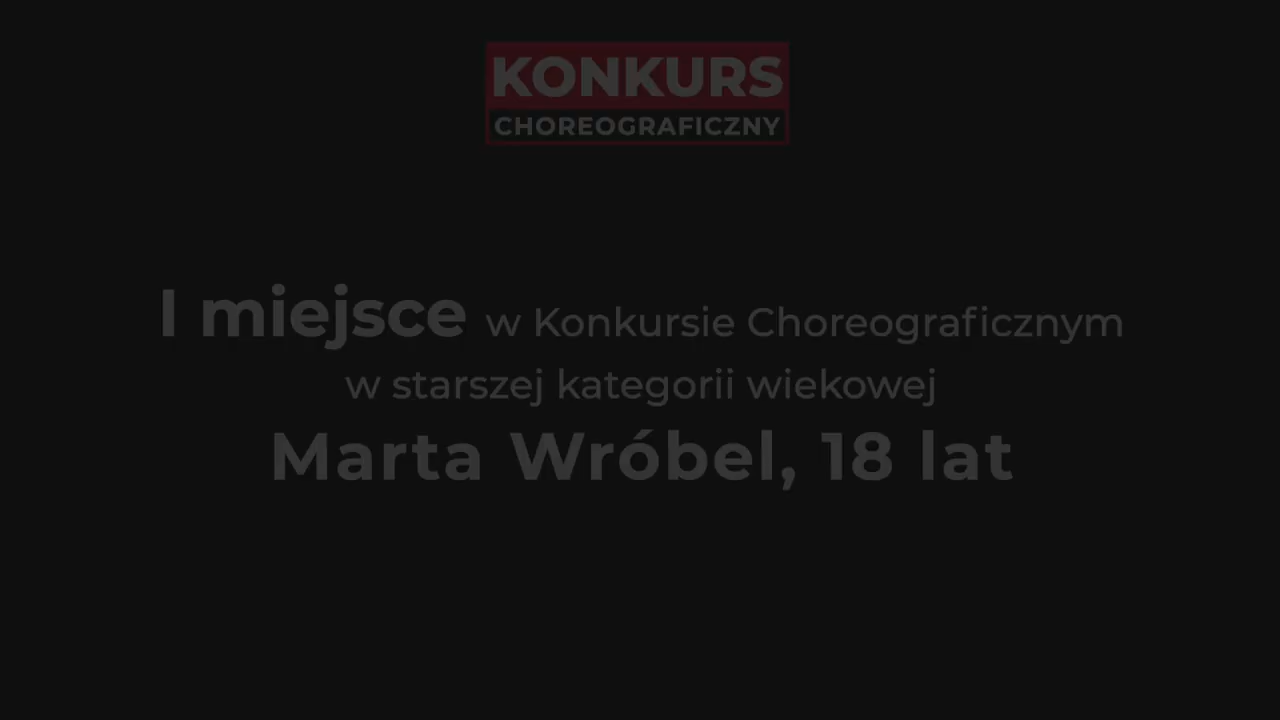 KONKURS
CHOREOGRAFICZNY
I miejsce w Konkursie Choreograficznym
w starszej kategorii wiekowej
Marta Wróbel, 18 lat